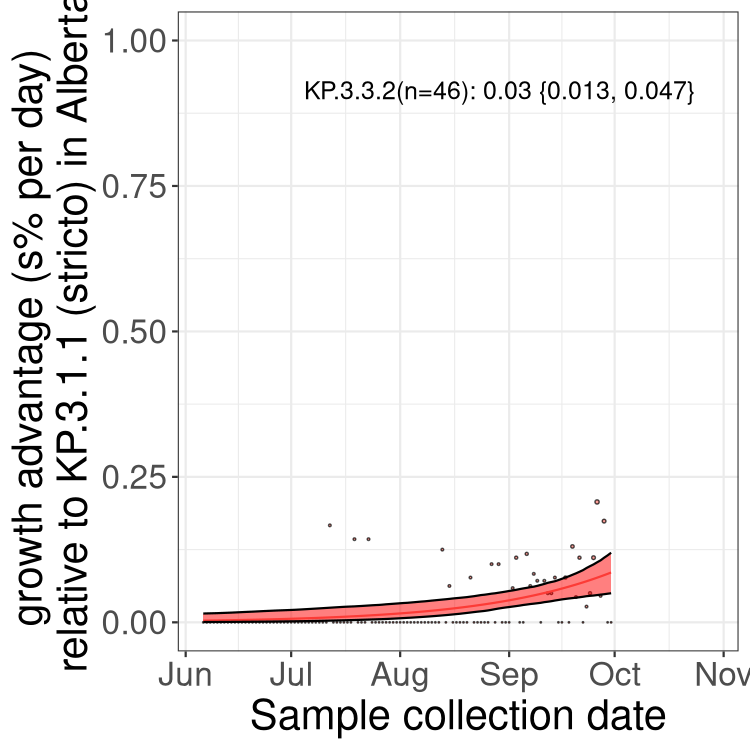 growth advantage (s% per day)
relative to KP.3.1.1 (stricto) in Alberta
1.00
0.75
0.50
0.25
0.00
KP.3.3.2(n=46): 0.03 {0.013, 0.047}
Jun Jul Aug Sep Oct Nov
Sample collection date